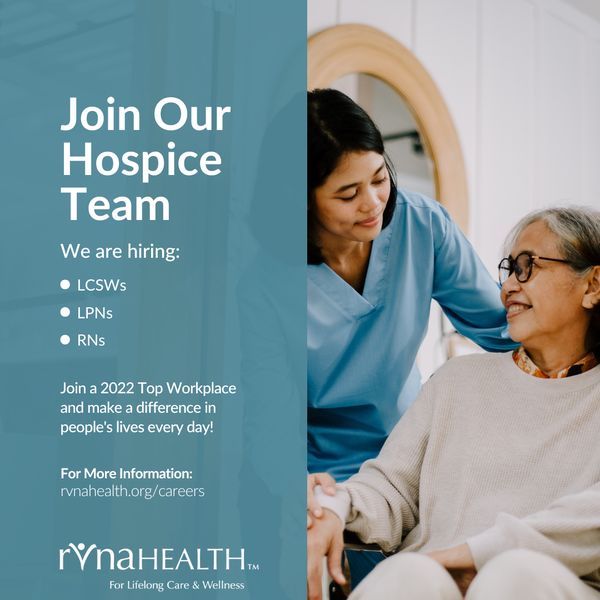 Join Our
Hospice
Team
We are hiring:
LCSWs
LPNs
RNs
Join a 2022 Top Workplace
and make a difference in
people's lives every day!
For More Information:
rvnahealth.org/careers
rvnaHEALTH™
For Lifelong Care & Wellness